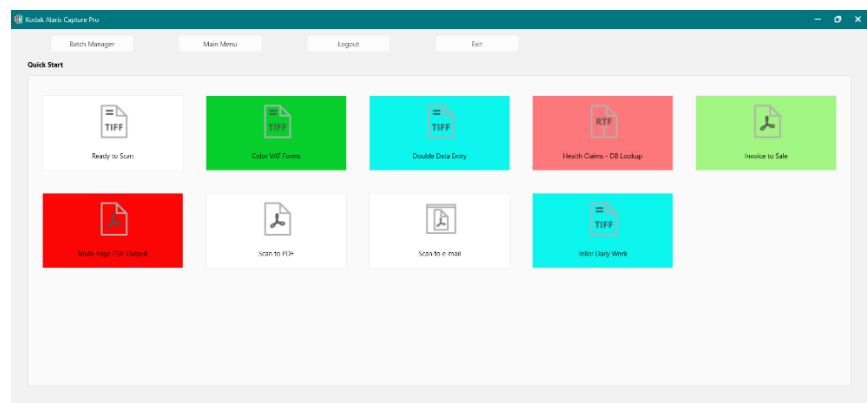 Kodak Alaris Capture Pro
Batch Manager Main Menu Logout Exit
Quick Start
TIFF TIFF TIFF RTF
Ready to Scan Color VAT Forms Double Data Entry Health Claims - DB Lookup Invoice to Sale
TIFF
Multi Page PDF Output Scan to PDF Scan to e-mail Teller Daily Work